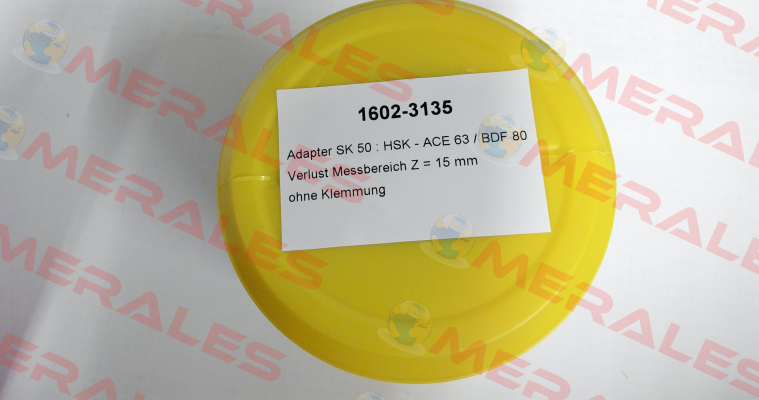 1602-3135
Adapter SK 50 : HSK - ACE 63 / BDF 80
Verlust Messbereich Z = 15 mm
ohne Klemmung
MERALES
MERALES
MERALES
MERALES
MERALES
MERALES